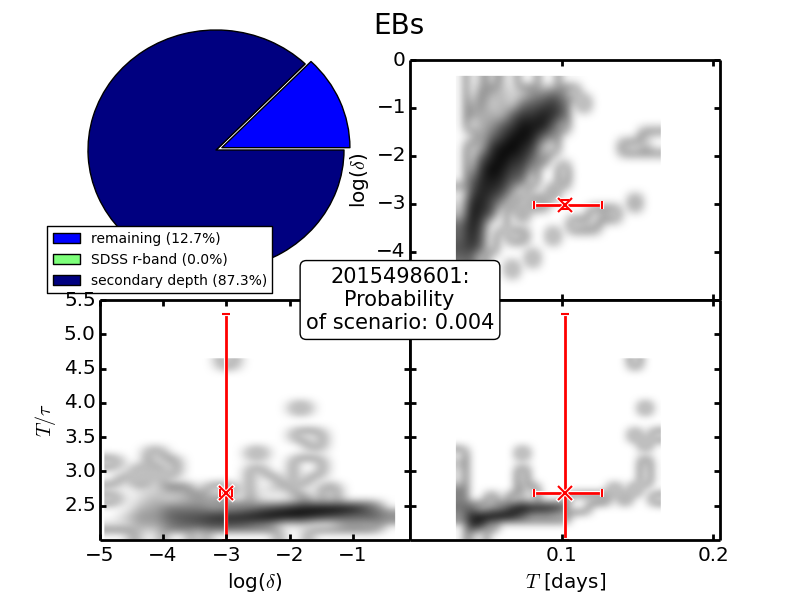 EBs
0
−1
−2
−3
−4
log(δ)
remaining (12.7%)
SDSS r-band (0.0%)
secondary depth (87.3%)
2015498601:
Probability
of scenario: 0.004
5.5
5.0
4.5
4.0
3.5
3.0
2.5
T/τ
−5
−4
−3
−2
−1
log(δ)
0.1
0.2
T [days]